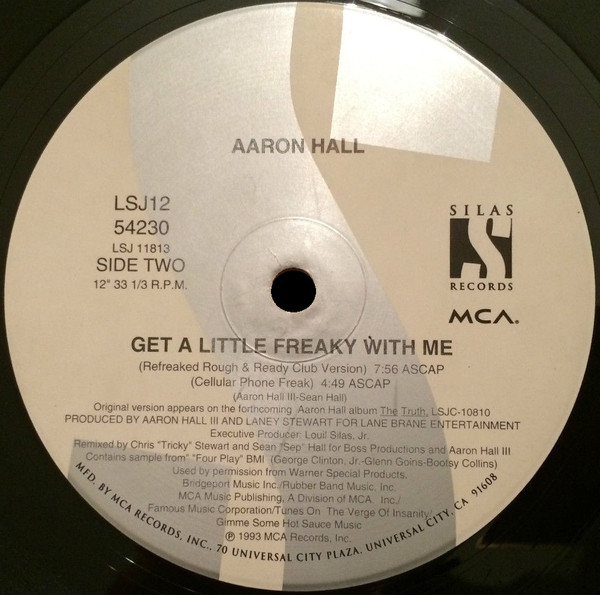 AARON HALL
LSJ12
54230
LSJ 11813
SIDE TWO
12" 33 1/3 R.P.M.
SILAS
S
RECORDS
MCA.
GET A LITTLE FREAKY WITH ME
(Refreaked Rough & Ready Club Version) 7:56 ASCAP
(Cellular Phone Freak) 4:49 ASCAP
(Aaron Hall III-Sean Hall)
Original version appears on the forthcoming Aaron Hall album The Truth, LSJC-10810
PRODUCED BY AARON HALL III AND LANEY STEWART FOR LANE BRANE ENTERTAINMENT
Executive Producer: Louil Silas, Jr.
Remixed by Chris "Tricky" Stewart and Sean "Sep" Hall for Boss Productions and Aaron Hall III
Contains sample from" "Four Play" BMI (George Clinton, Jr.-Glenn Goins-Bootsy Collins)
Used by permission from Warner Special Products.
Bridgeport Music Inc./Rubber Band Music, Inc.
MCA Music Publishing, A Division of MCA. Inc./
Famous Music Corporation/Tunes On The Verge Of Insanity/
Gimme Some Hot Sauce Music
℗ 1993 MCA Records, Inc.
MFD. BY MCA RECORDS, INC., 70 UNIVERSAL CITY PLAZA, UNIVERSAL CITY, CA 91608